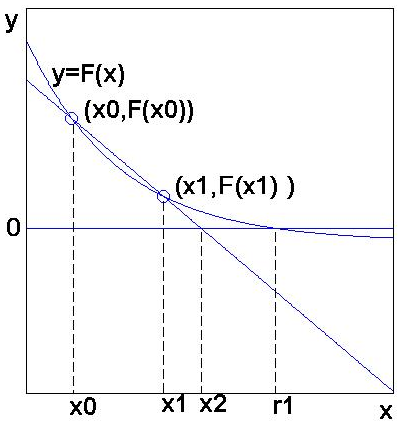 y
y=F(x)
(x0,F(x0))
(x1,F(x1) )
0
x0
x1
x2
r1
x